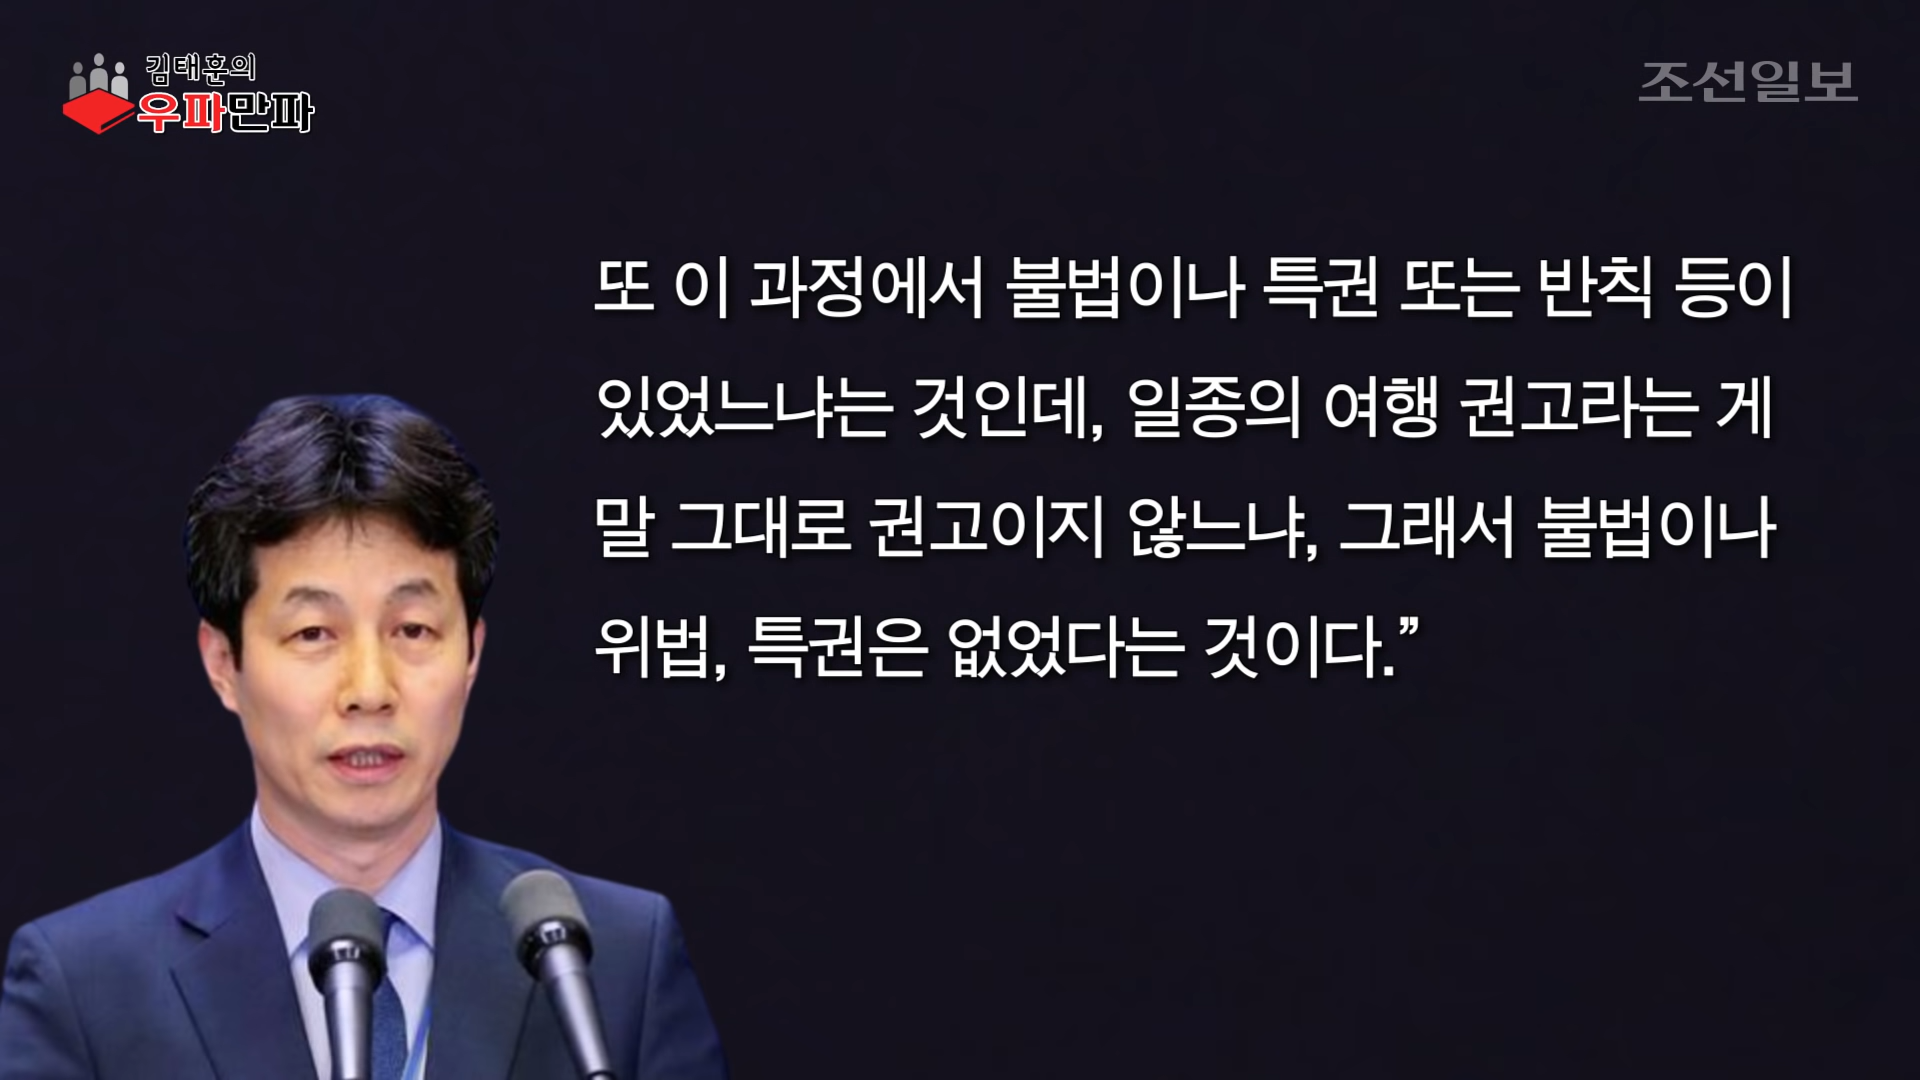 김태훈의
우파만파
조선일보
또 이 과정에서 불법이나 특권 또는 반칙 등이
있었느냐는 것인데, 일종의 여행 권고라는 게
말 그대로 권고이지 않느냐, 그래서 불법이나
위법, 특권은 없었다는 것이다.”